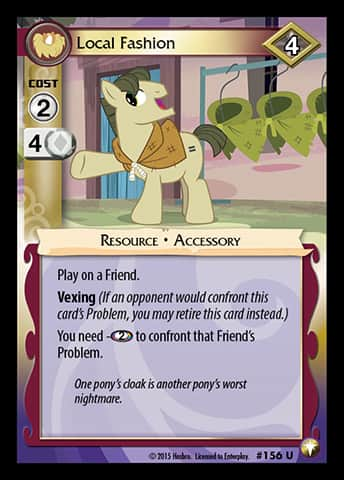 Local Fashion
4
COST
2
4
RESOURCE • ACCESSORY
Play on a Friend.
Vexing (If an opponent would confront this
card's Problem, you may retire this card instead.)
You need -2 to confront that Friend's
Problem.
One pony's cloak is another pony's worst
nightmare.
© 2015 Hasbro. Licensed to Enterplay. #156 U